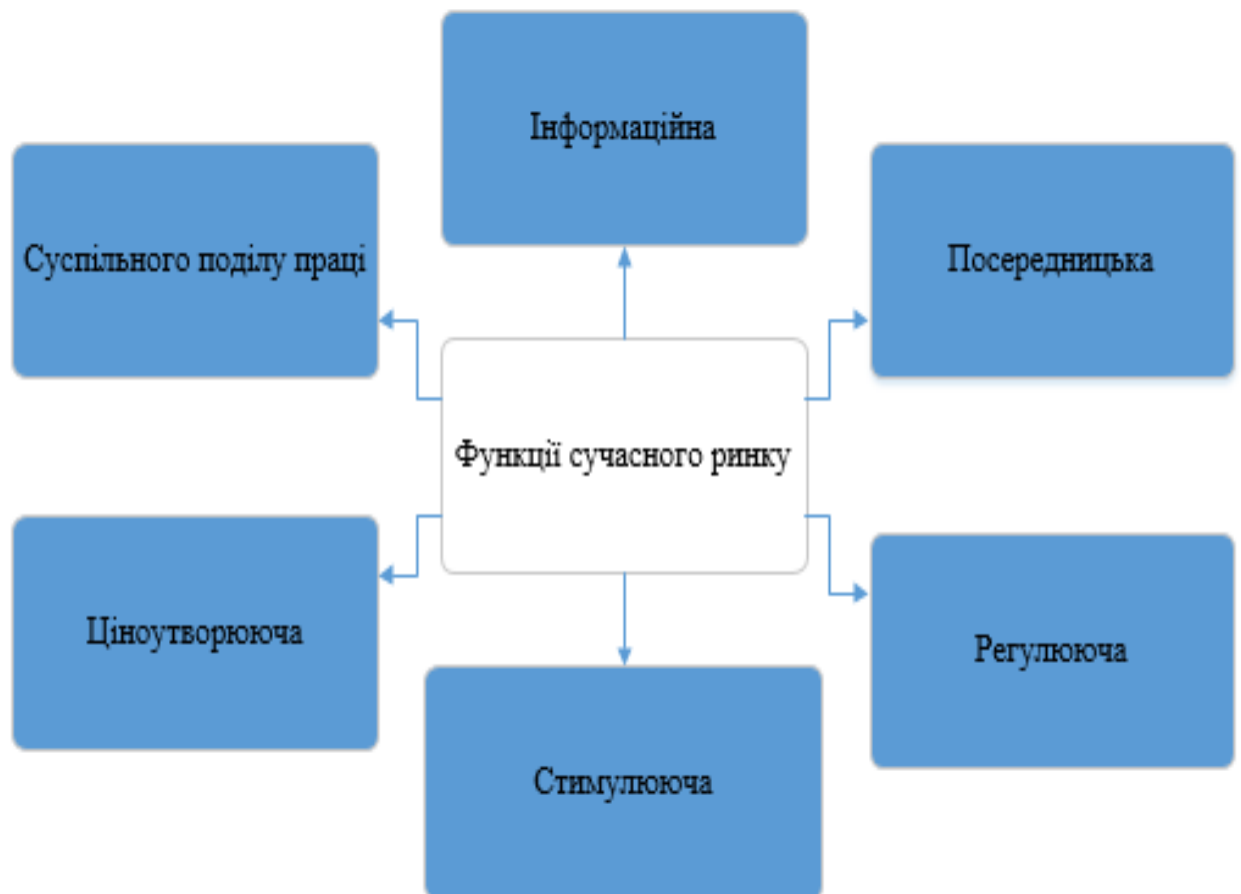 Інформаційна
Суспільного поділу праці
Посередницька
Функції сучасного ринку
Ціноутворююча
Регулююча
Стимулююча